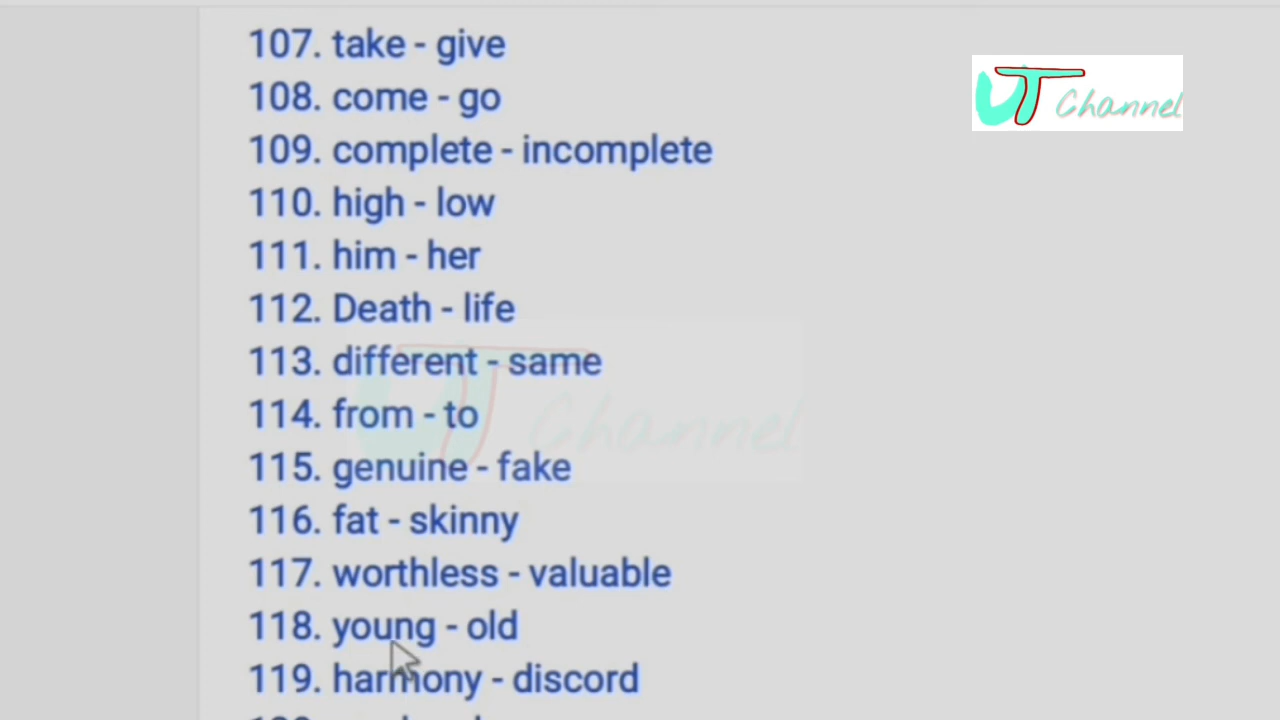 107. take - give
108. come - go
109. complete - incomplete
110. high - low
111. him - her
112. Death - life
113. different - same
114. from - to
115. genuine - fake
116. fat - skinny
117. worthless - valuable
118. young - old
119. harmony - discord
UT Channel
UT Channel